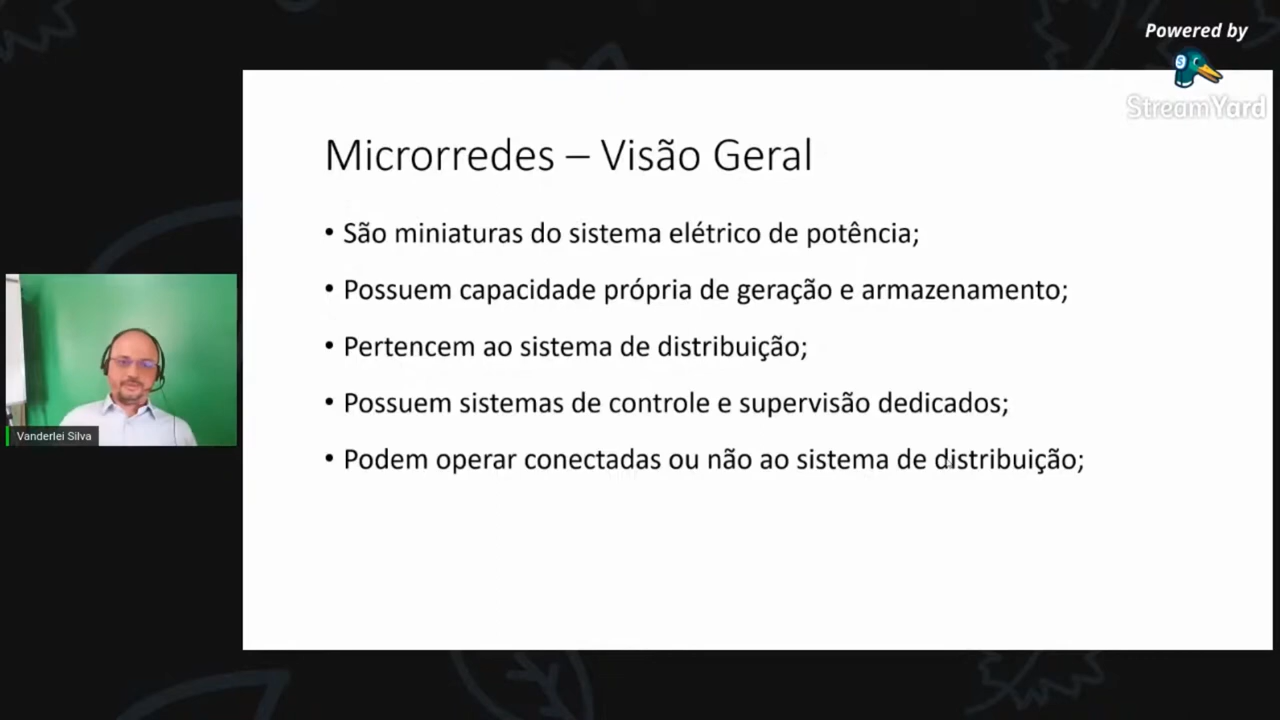 Powered by
StreamYard
Microrredes – Visão Geral
• São miniaturas do sistema elétrico de potência;
• Possuem capacidade própria de geração e armazenamento;
• Pertencem ao sistema de distribuição;
• Possuem sistemas de controle e supervisão dedicados;
• Podem operar conectadas ou não ao sistema de distribuição;
Vanderlei Silva